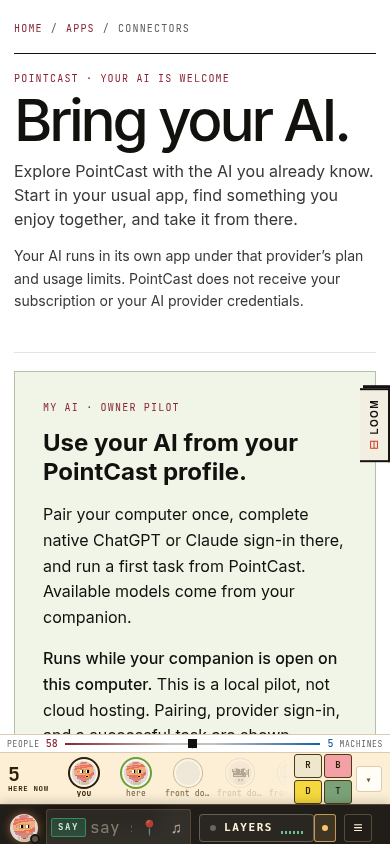 HOME / APPS / CONNECTORS
POINTCAST · YOUR AI IS WELCOME
Bring your AI.
Explore PointCast with the AI you already know.
Start in your usual app, find something you
enjoy together, and take it from there.
Your AI runs in its own app under that provider’s plan
and usage limits. PointCast does not receive your
subscription or your AI provider credentials.
MY AI · OWNER PILOT
LOOM
Use your AI from your
PointCast profile.
Pair your computer once, complete
native ChatGPT or Claude sign-in there,
and run a first task from PointCast.
Available models come from your
companion.
Runs while your companion is open on
this computer. This is a local pilot, not
cloud hosting. Pairing, provider sign-in,
PEOPLE 58
5 MACHINES
5
HERE NOW
you
here
front do…
front do…
fro
R
B
D
T
SAY
say
LAYERS